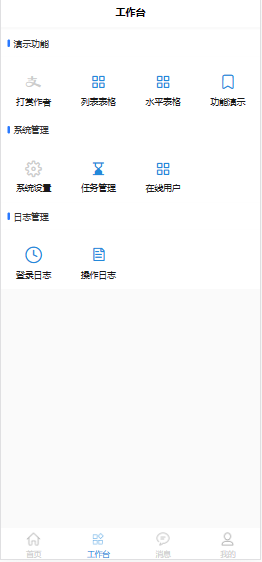 工作台
演示功能
打赏作者 列表表格 水平表格 功能演示
系统管理
系统设置 任务管理 在线用户
日志管理
登录日志 操作日志
首页 工作台 消息 我的